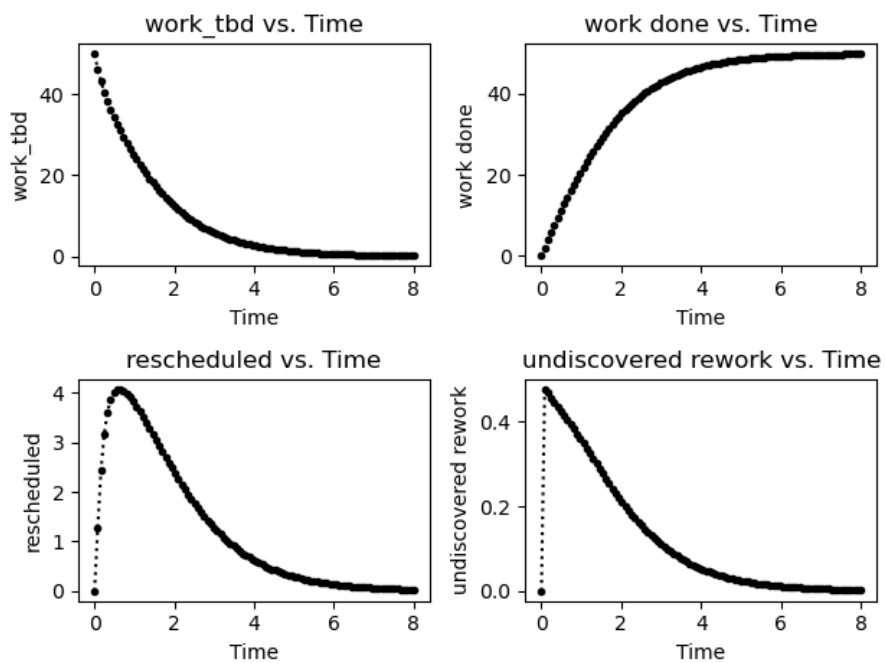 work_tbd vs. Time
work_tbd
40
20
0
0 2 4 6 8
Time
work done vs. Time
work done
40
20
0
0 2 4 6 8
Time
rescheduled vs. Time
rescheduled
4
3
2
1
0
0 2 4 6 8
Time
undiscovered rework vs. Time
undiscovered rework
0.4
0.2
0.0
0 2 4 6 8
Time